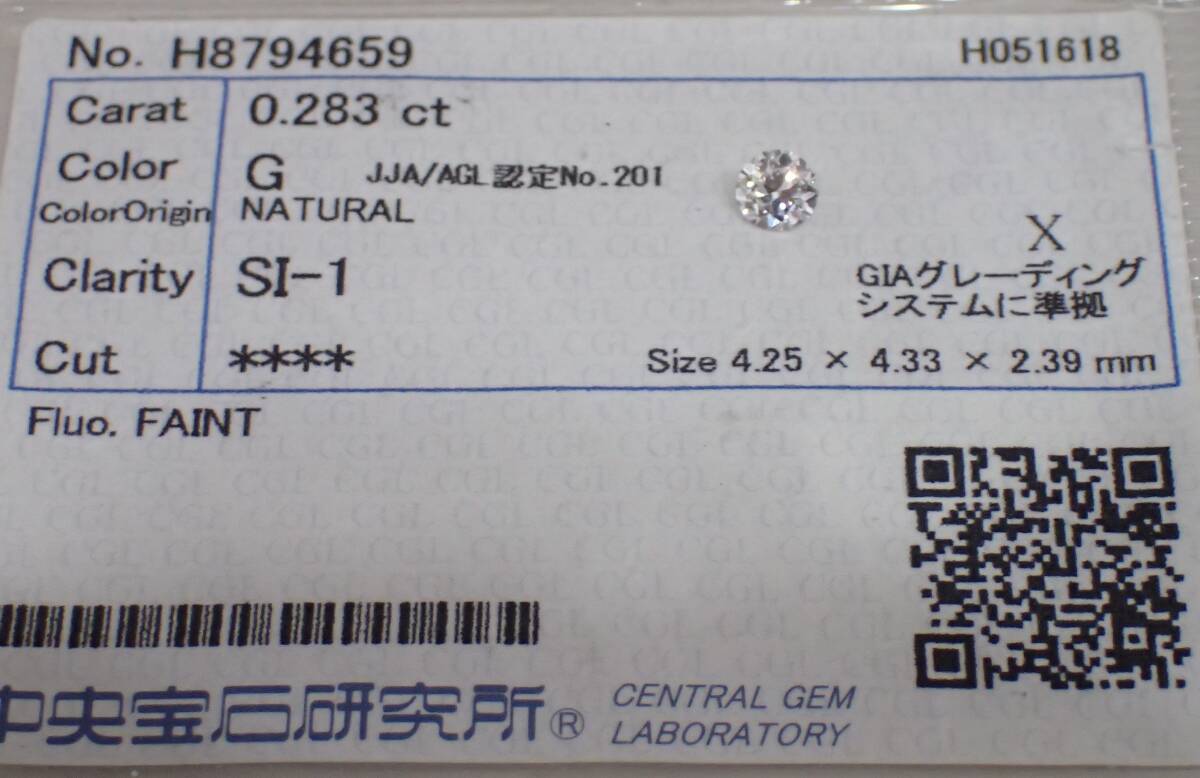 No. H8794659 H051618
Carat 0.283 ct
Color G JJA/AGL認定No.201
ColorOrigin NATURAL
X
Clarity SI-1 GIAグレーディング
システムに準拠
Cut **** Size 4.25 × 4.33 × 2.39 mm
Fluo. FAINT
中央宝石研究所®
CENTRAL GEM
LABORATORY